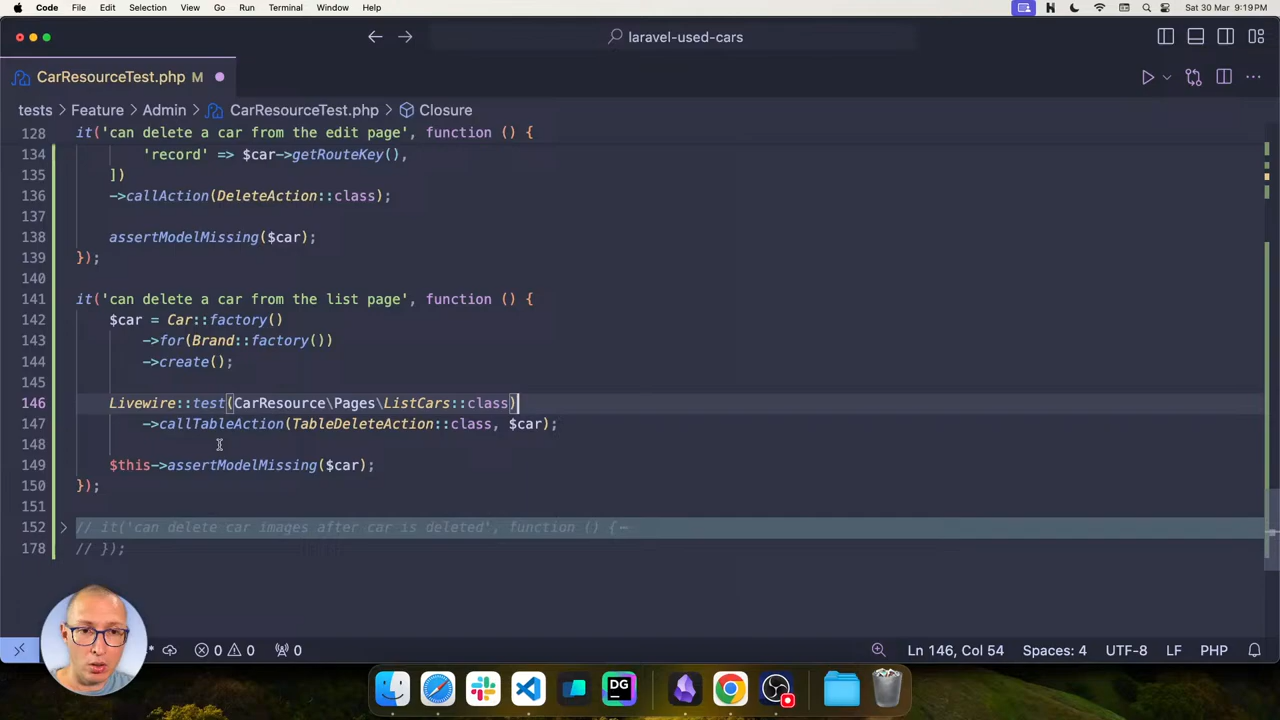 Code File Edit Selection View Go Run Terminal Window Help Sat 30 Mar 9:19 PM
laravel-used-cars
CarResourceTest.php M
tests > Feature > Admin > CarResourceTest.php > Closure
128 it('can delete a car from the edit page', function () {
134 'record' => $car->getRouteKey(),
135 ])
136 ->callAction(DeleteAction::class);
137
138 assertModelMissing($car);
139 });
140
141 it('can delete a car from the list page', function () {
142 $car = Car::factory()
143 ->for(Brand::factory())
144 ->create();
145
146 Livewire::test(CarResource\Pages\ListCars::class)
147 ->callTableAction(TableDeleteAction::class, $car);
148
149 $this->assertModelMissing($car);
150 });
151
152 // it('can delete car images after car is deleted', function () {
178 // });
0 0 0 Ln 146, Col 54 Spaces: 4 UTF-8 LF PHP
DG